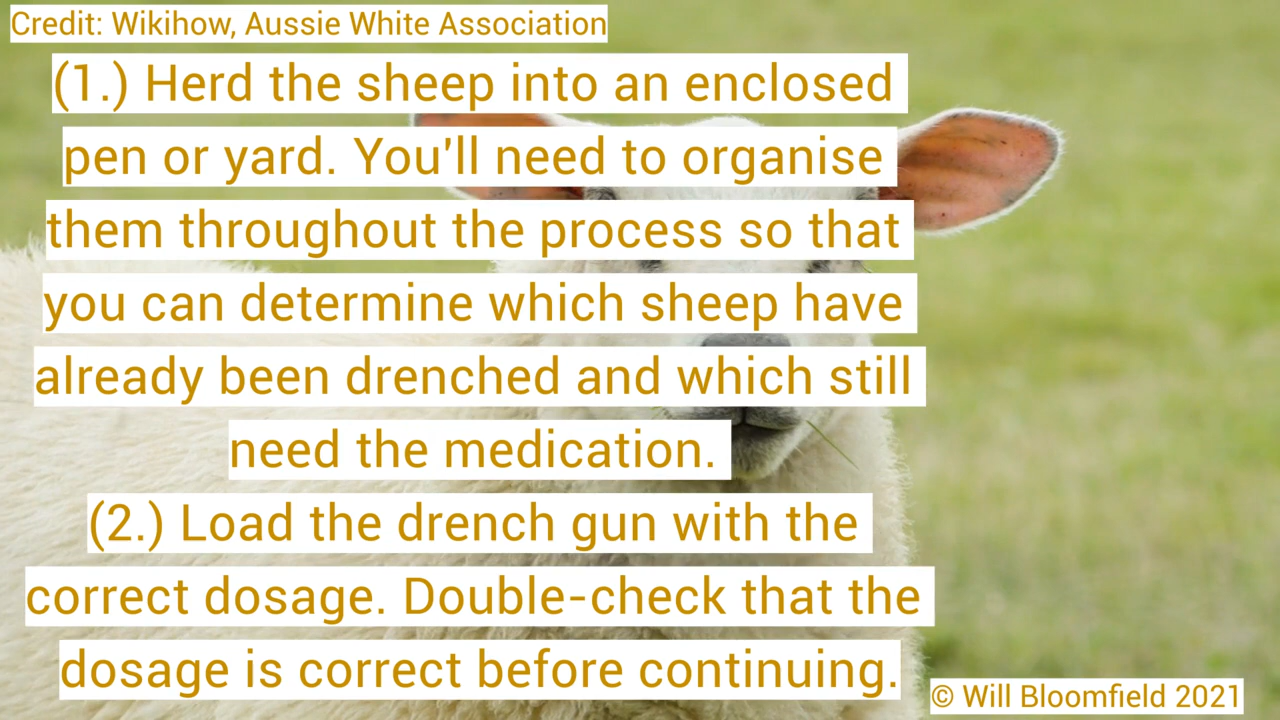 Credit: Wikihow, Aussie White Association
(1.) Herd the sheep into an enclosed
pen or yard. You'll need to organise
them throughout the process so that
you can determine which sheep have
already been drenched and which still
need the medication.
(2.) Load the drench gun with the
correct dosage. Double-check that the
dosage is correct before continuing.
© Will Bloomfield 2021